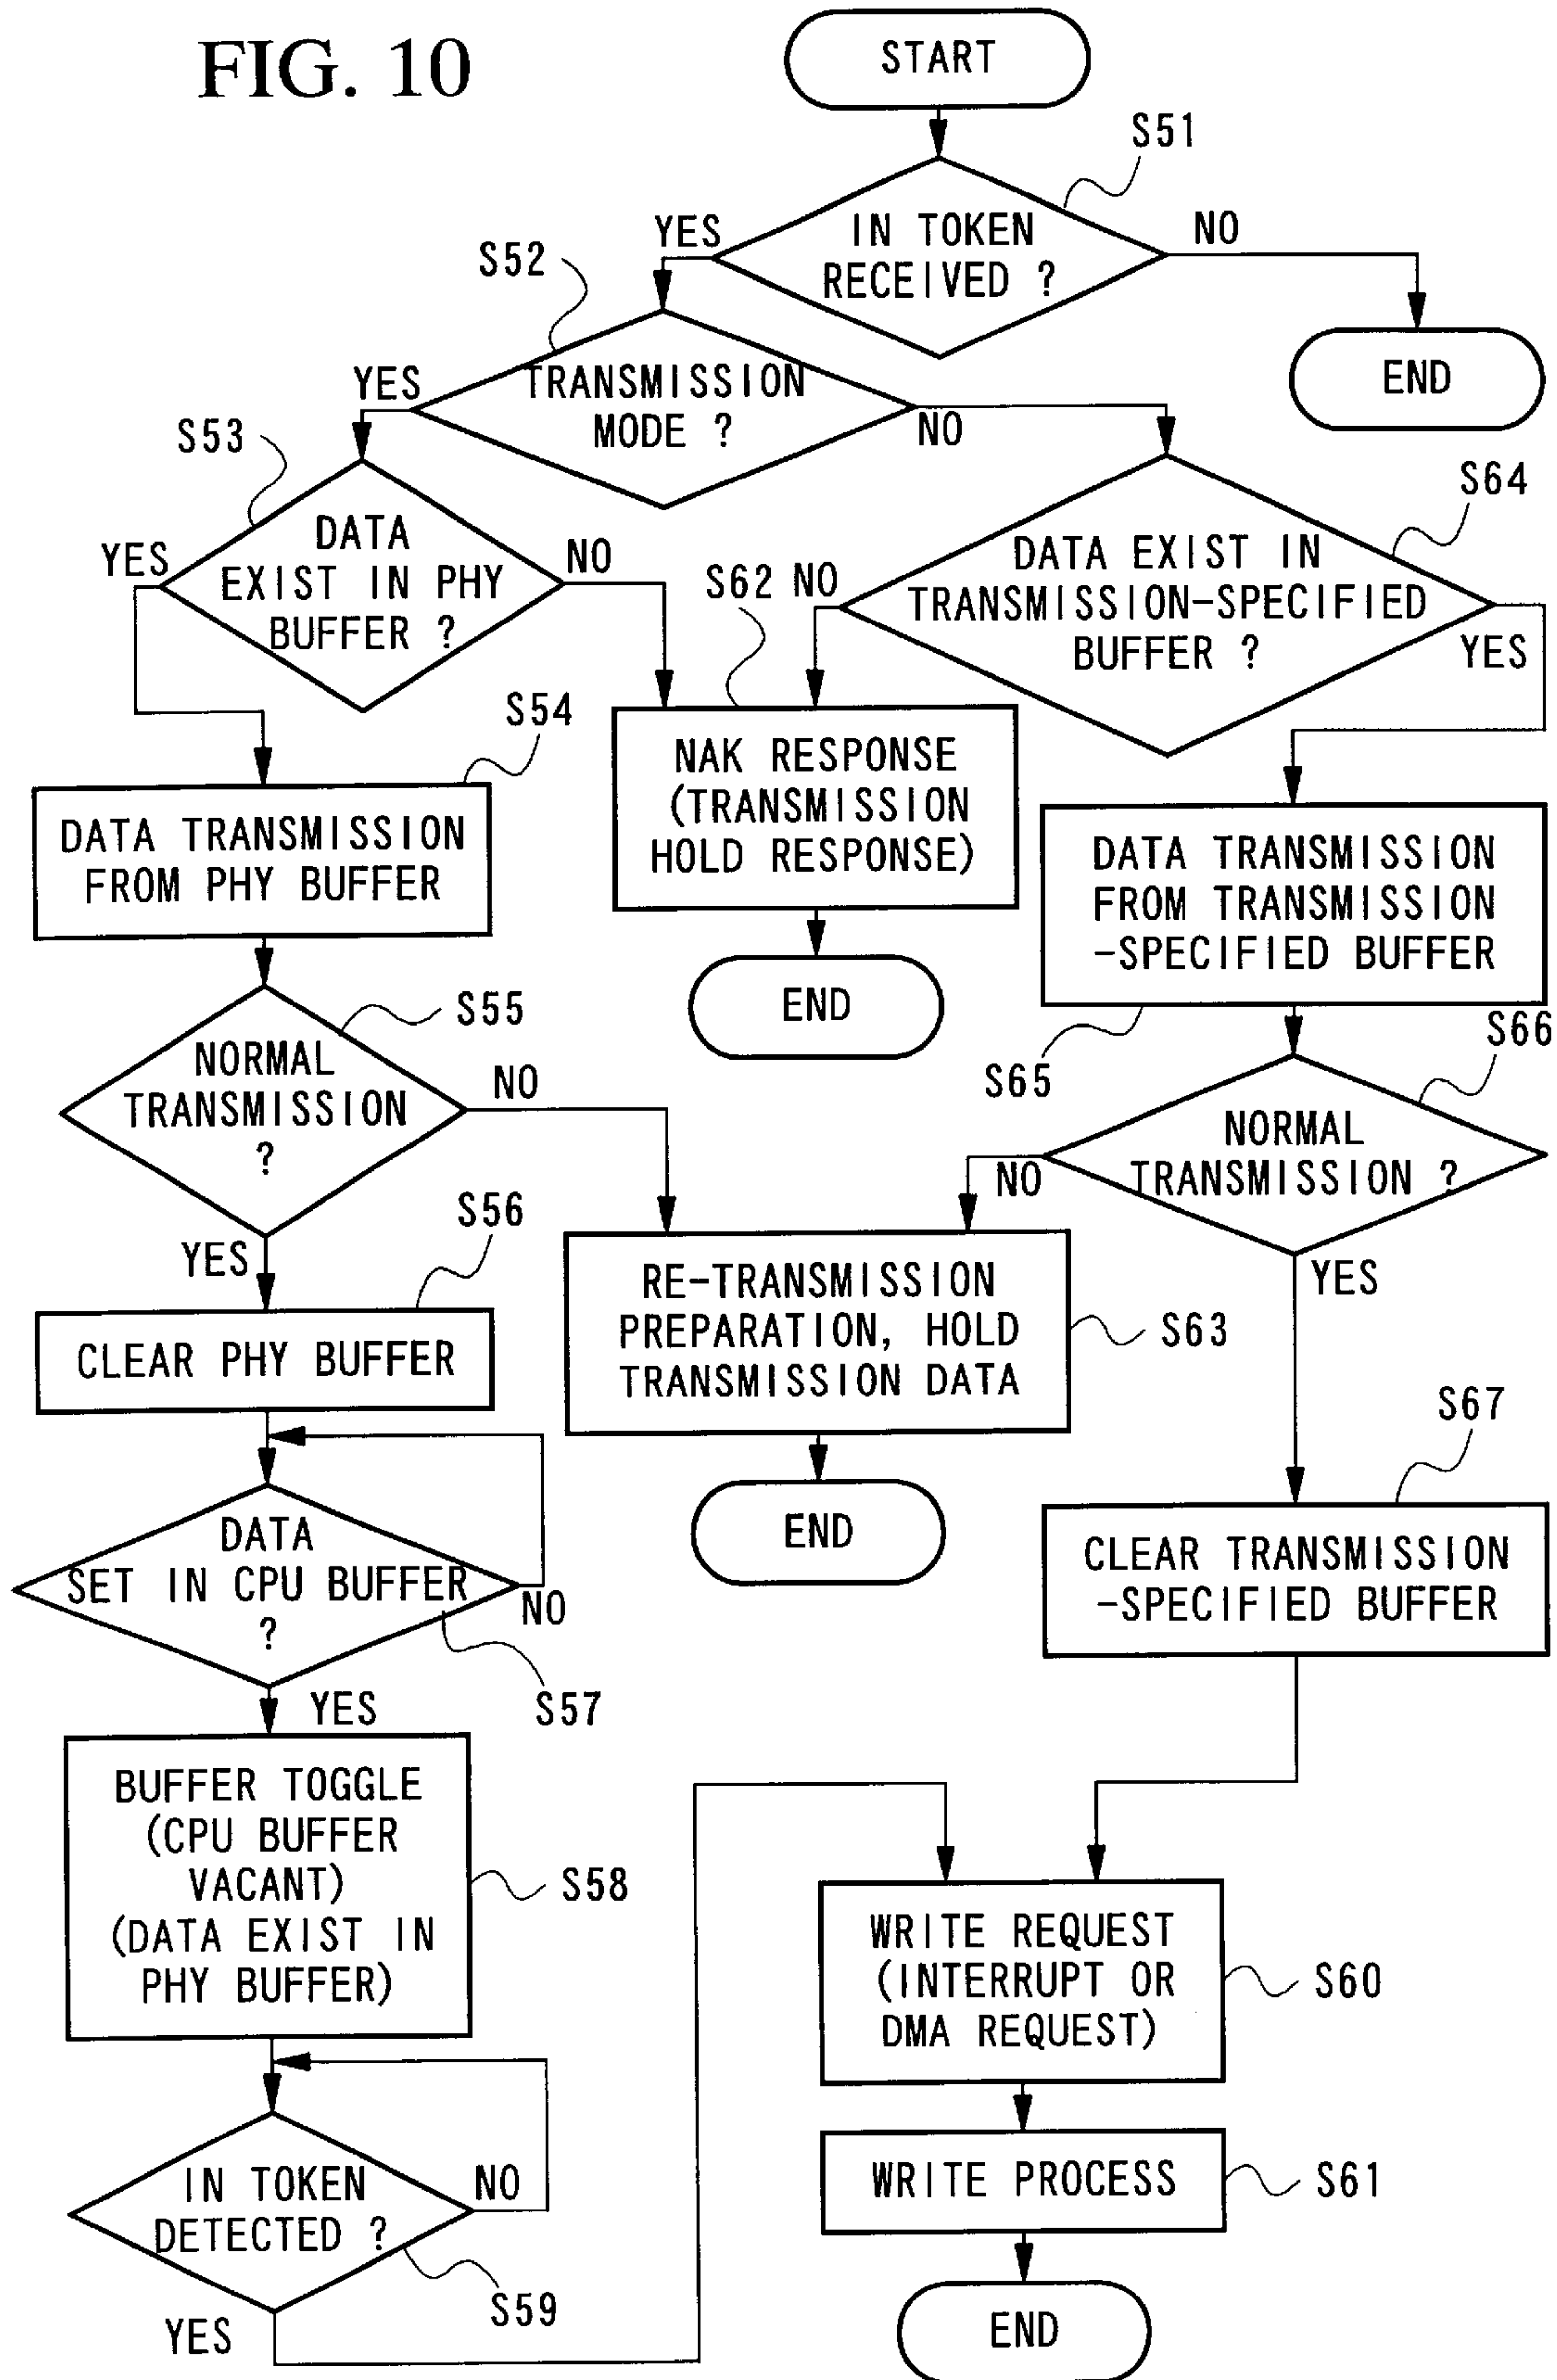 FIG. 10
START
S51
IN TOKEN
RECEIVED ?
YES
NO
END
S52
TRANSMISSION
MODE ?
YES
NO
S53
DATA
EXIST IN PHY
BUFFER ?
YES
NO
S64
DATA EXIST IN
TRANSMISSION-SPECIFIED
BUFFER ?
NO
YES
S62
NAK RESPONSE
(TRANSMISSION
HOLD RESPONSE)
END
S54
DATA TRANSMISSION
FROM PHY BUFFER
DATA TRANSMISSION
FROM TRANSMISSION
-SPECIFIED BUFFER
S65
S55
NORMAL
TRANSMISSION
?
NO
YES
S66
NORMAL
TRANSMISSION ?
NO
YES
S56
CLEAR PHY BUFFER
RE-TRANSMISSION
PREPARATION, HOLD
TRANSMISSION DATA
S63
END
S67
CLEAR TRANSMISSION
-SPECIFIED BUFFER
DATA
SET IN CPU BUFFER
?
NO
S57
YES
BUFFER TOGGLE
(CPU BUFFER
VACANT)
(DATA EXIST IN
PHY BUFFER)
S58
WRITE REQUEST
(INTERRUPT OR
DMA REQUEST)
S60
IN TOKEN
DETECTED ?
NO
S59
YES
WRITE PROCESS
S61
END